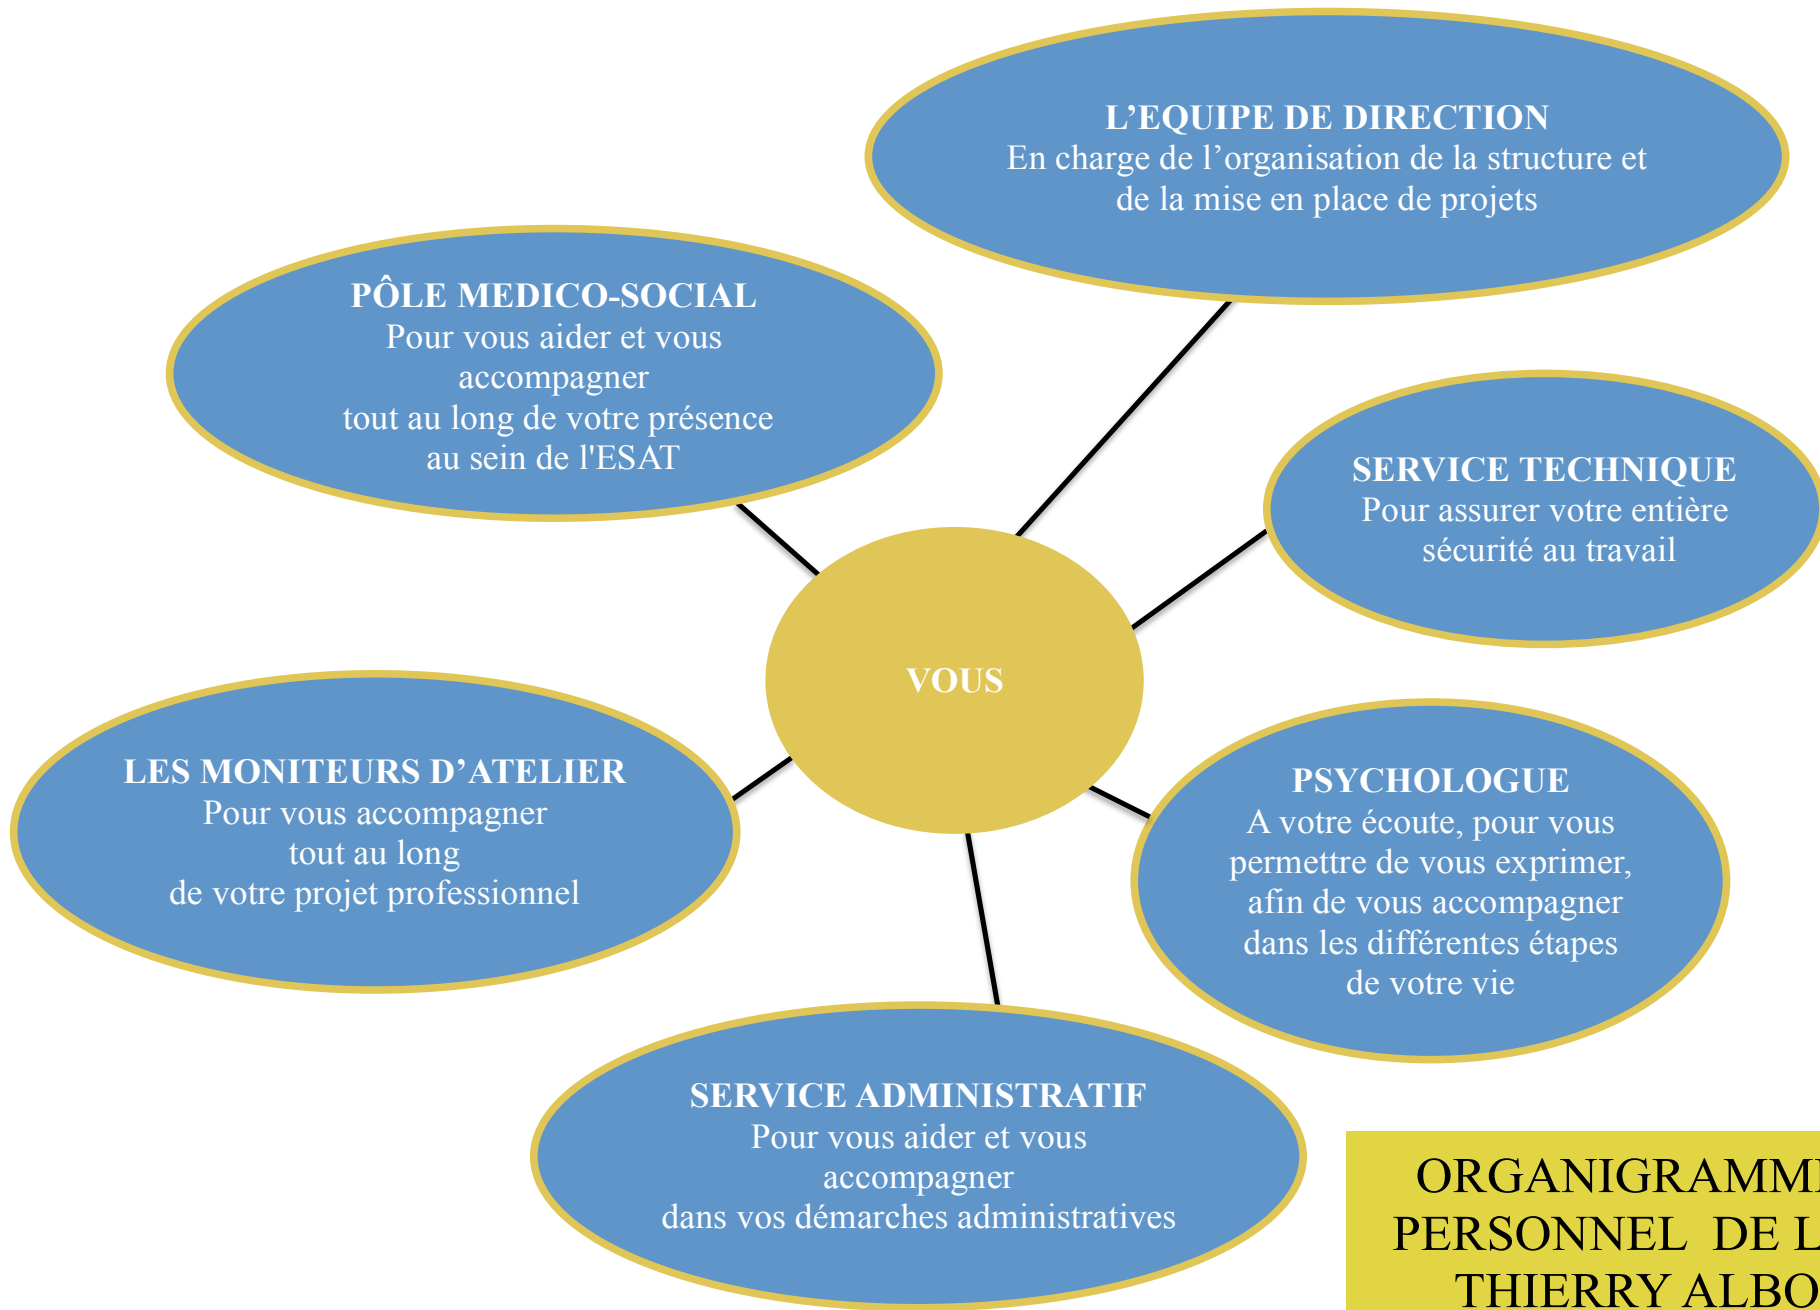 L’EQUIPE DE DIRECTION
En charge de l’organisation de la structure et
de la mise en place de projets
PÔLE MEDICO-SOCIAL
Pour vous aider et vous
accompagner
tout au long de votre présence
au sein de l'ESAT
SERVICE TECHNIQUE
Pour assurer votre entière
sécurité au travail
VOUS
LES MONITEURS D’ATELIER
Pour vous accompagner
tout au long
de votre projet professionnel
PSYCHOLOGUE
A votre écoute, pour vous
permettre de vous exprimer,
afin de vous accompagner
dans les différentes étapes
de votre vie
SERVICE ADMINISTRATIF
Pour vous aider et vous
accompagner
dans vos démarches administratives
ORGANIGRAMME
PERSONNEL DE L
THIERRY ALBO